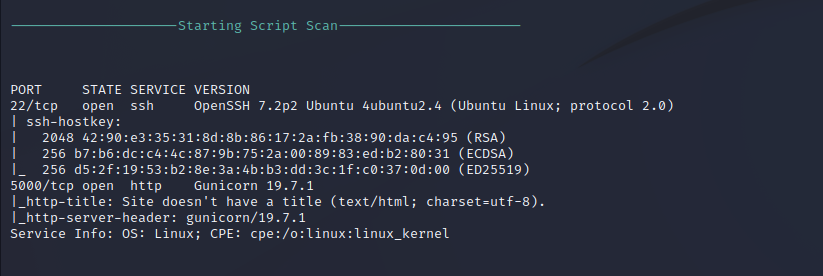 ---------------------Starting Script Scan-----------------------
PORT     STATE SERVICE VERSION
22/tcp   open  ssh     OpenSSH 7.2p2 Ubuntu 4ubuntu2.4 (Ubuntu Linux; protocol 2.0)
| ssh-hostkey:
|   2048 42:90:e3:35:31:8d:8b:86:17:2a:fb:38:90:da:c4:95 (RSA)
|   256 b7:b6:dc:c4:4c:87:9b:75:2a:00:89:83:ed:b2:80:31 (ECDSA)
|_  256 d5:2f:19:53:b2:8e:3a:4b:b3:dd:3c:1f:c0:37:0d:00 (ED25519)
5000/tcp open  http    Gunicorn 19.7.1
|_http-title: Site doesn't have a title (text/html; charset=utf-8).
|_http-server-header: gunicorn/19.7.1
Service Info: OS: Linux; CPE: cpe:/o:linux:linux_kernel